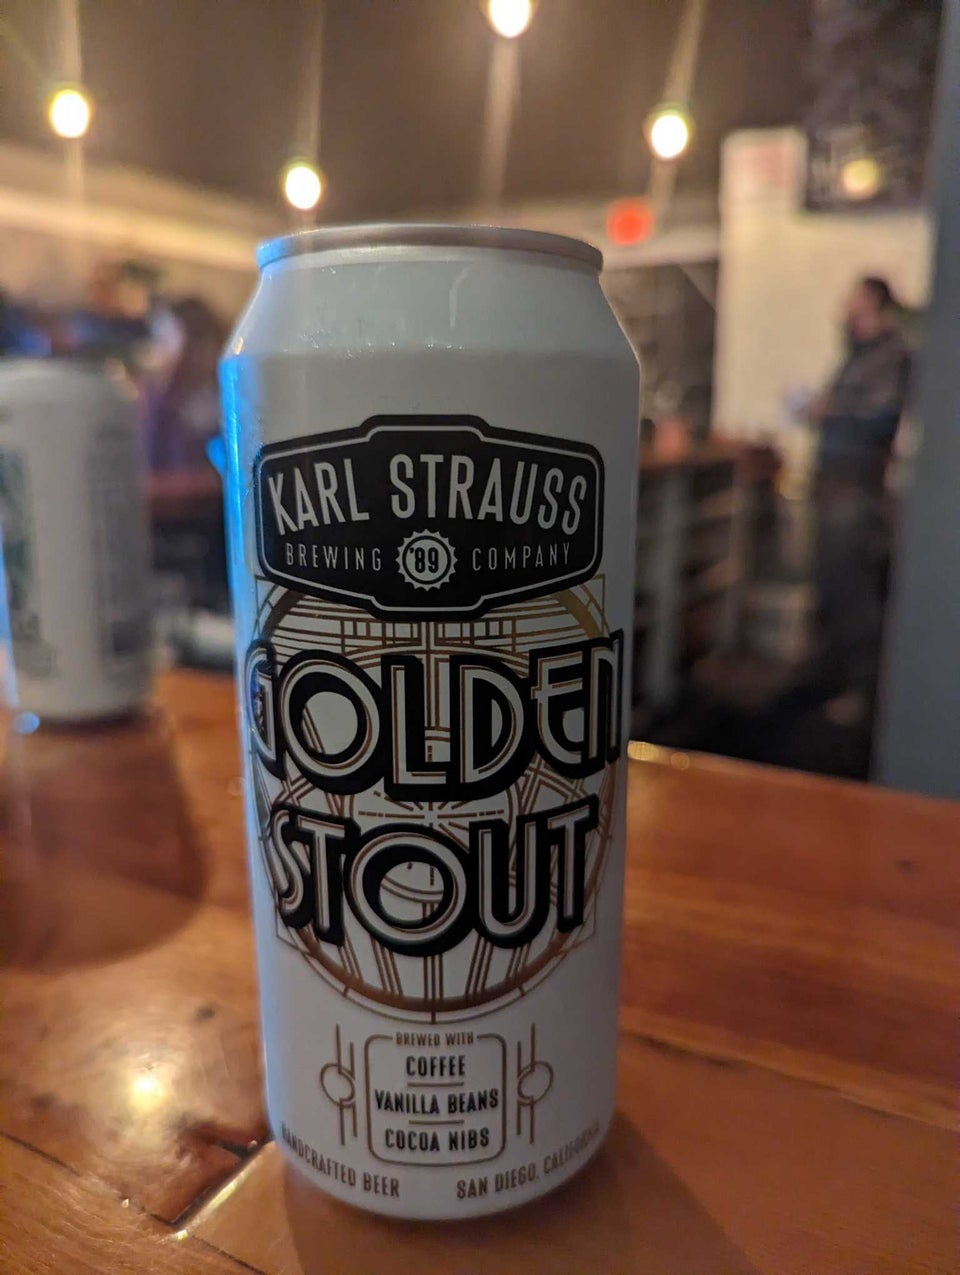 KARL STRAUSS
BREWING '89 COMPANY
GOLDEN
STOUT
BREWED WITH
COFFEE
VANILLA BEANS
COCOA NIBS
HANDCRAFTED BEER SAN DIEGO, CALIFORNIA